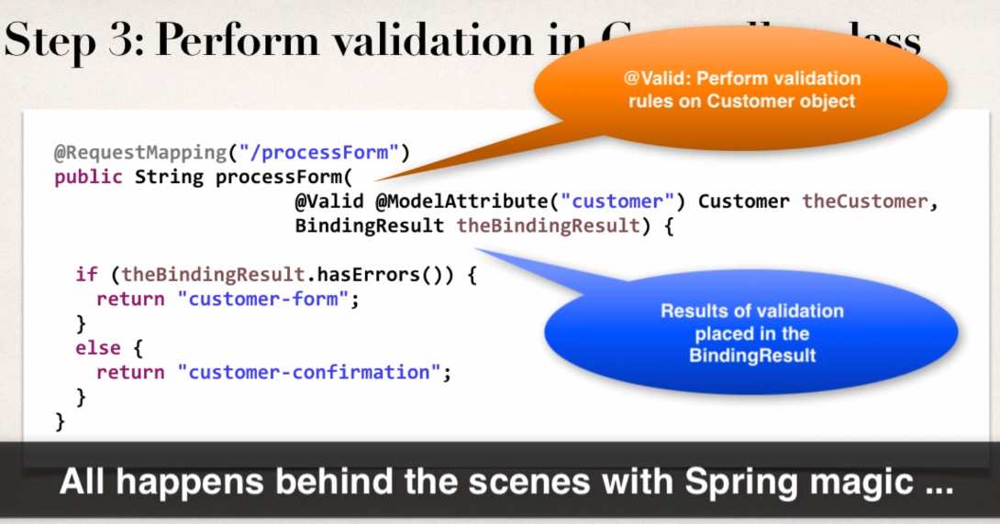 Step 3: Perform validation in
@Valid: Perform validation
rules on Customer object
@RequestMapping("/processForm")
public String processForm(
@Valid @ModelAttribute("customer") Customer theCustomer,
BindingResult theBindingResult) {
if (theBindingResult.hasErrors()) {
return "customer-form";
}
else {
return "customer-confirmation";
}
}
Results of validation
placed in the
BindingResult
All happens behind the scenes with Spring magic ...